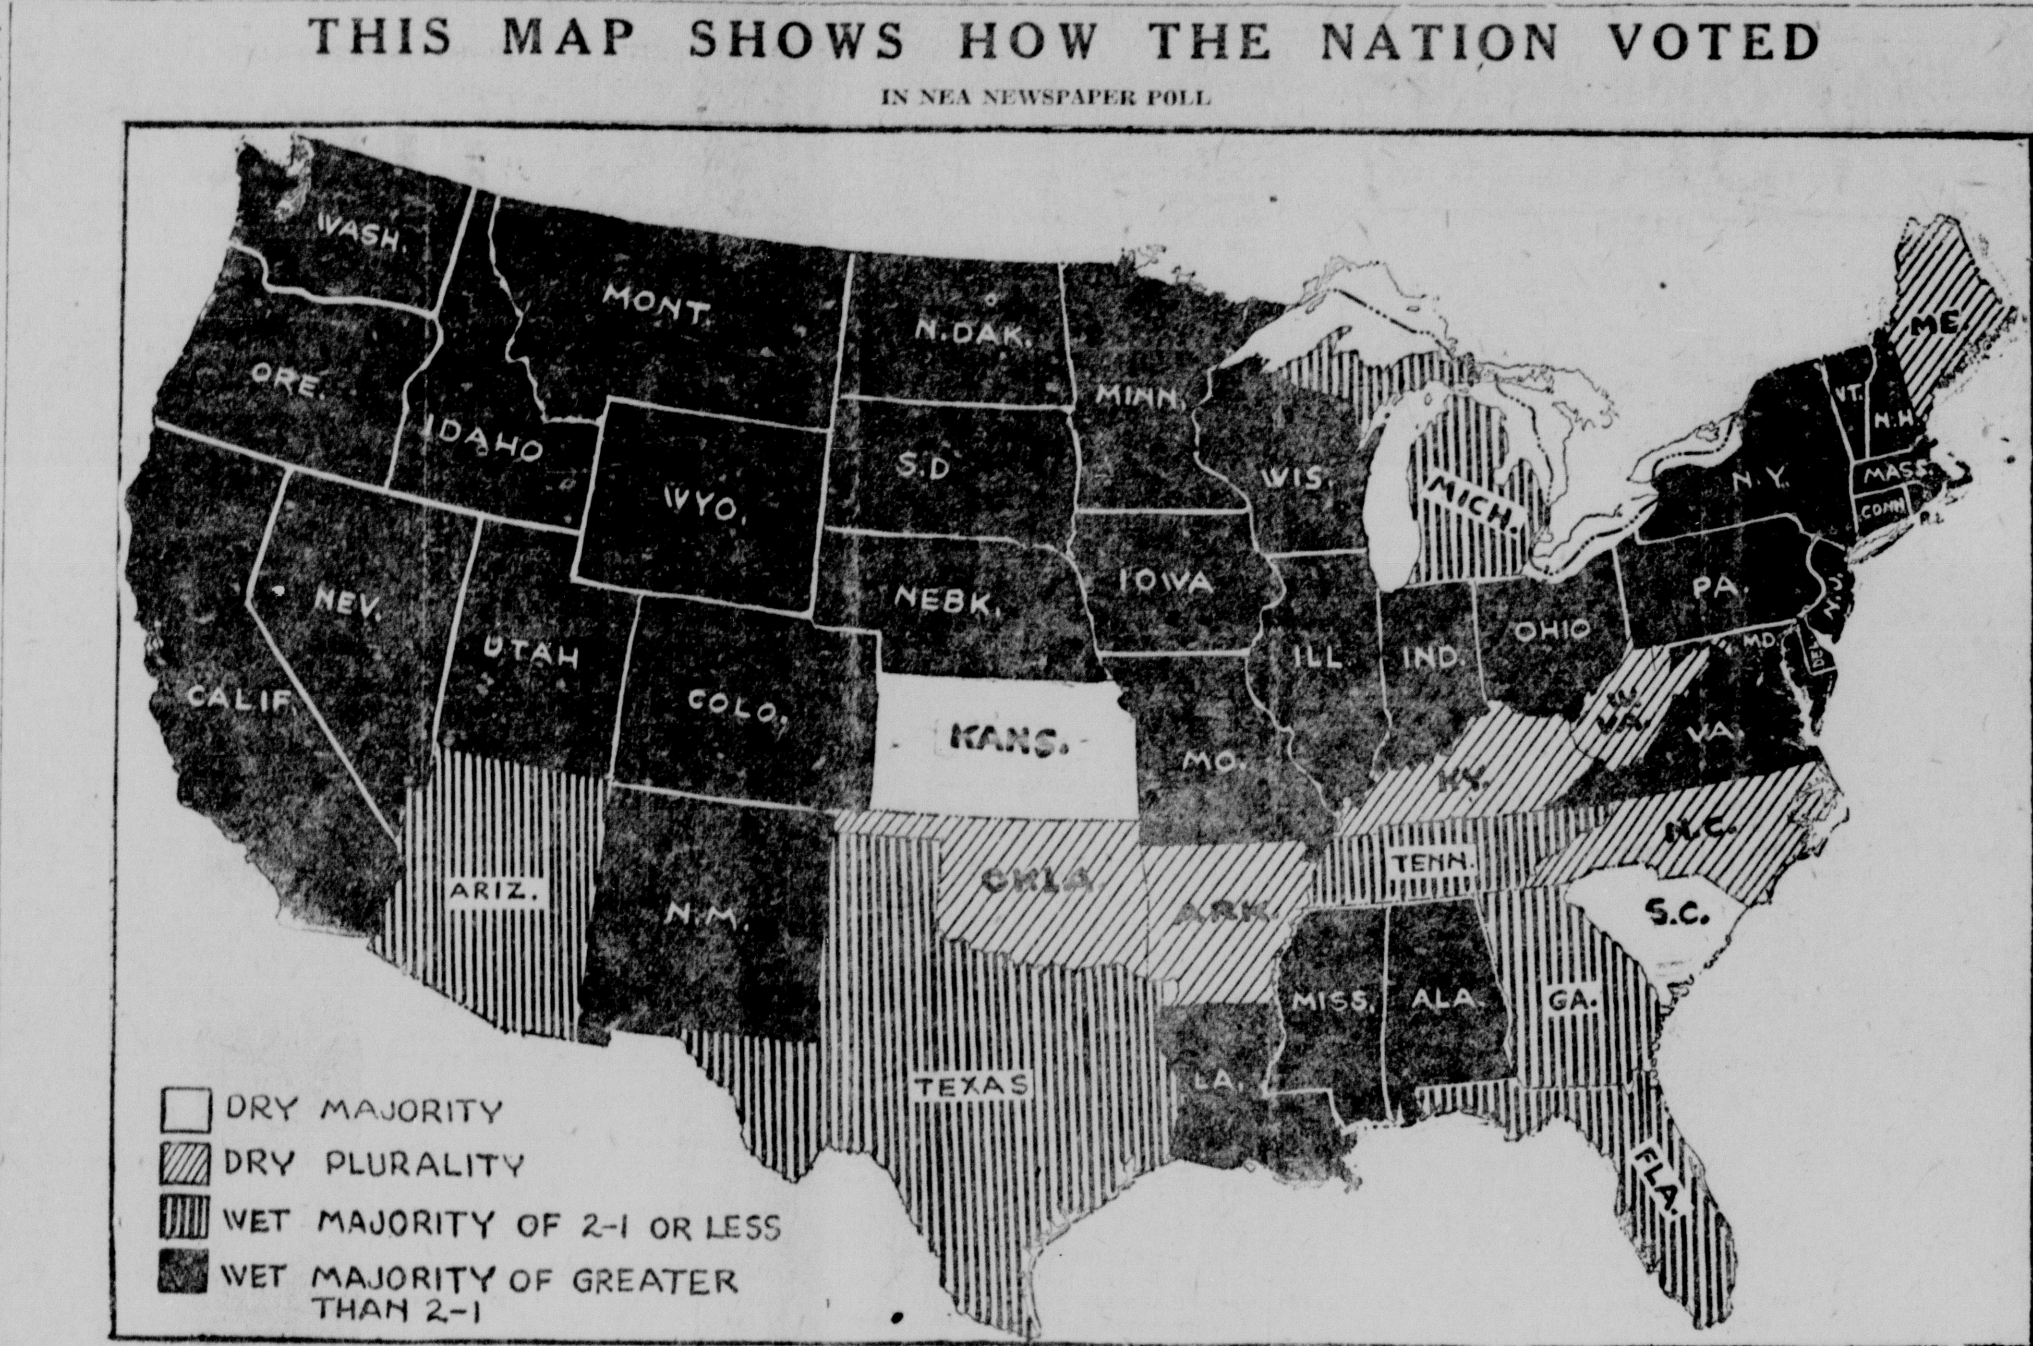 THIS MAP SHOWS HOW THE NATION VOTED
IN NEA NEWSPAPER POLL
WASH.
MONT.
N.DAK.
MINN.
ME.
ORE.
IDAHO
VT.
N.H.
S.D
WIS.
N.Y.
MASS.
WYO.
MICH.
CONN
R.I.
NEV.
NEBK.
IOWA
PA.
N.J.
UTAH
ILL.
IND.
OHIO
MD.
DEL.
CALIF.
COLO.
KANS.
MO.
W.
VA.
VA.
KY.
N.C.
ARIZ.
N.M.
OKLA.
ARK.
TENN.
S.C.
MISS.
ALA.
GA.
TEXAS
LA.
FLA.
DRY MAJORITY
DRY PLURALITY
WET MAJORITY OF 2-1 OR LESS
WET MAJORITY OF GREATER
THAN 2-1